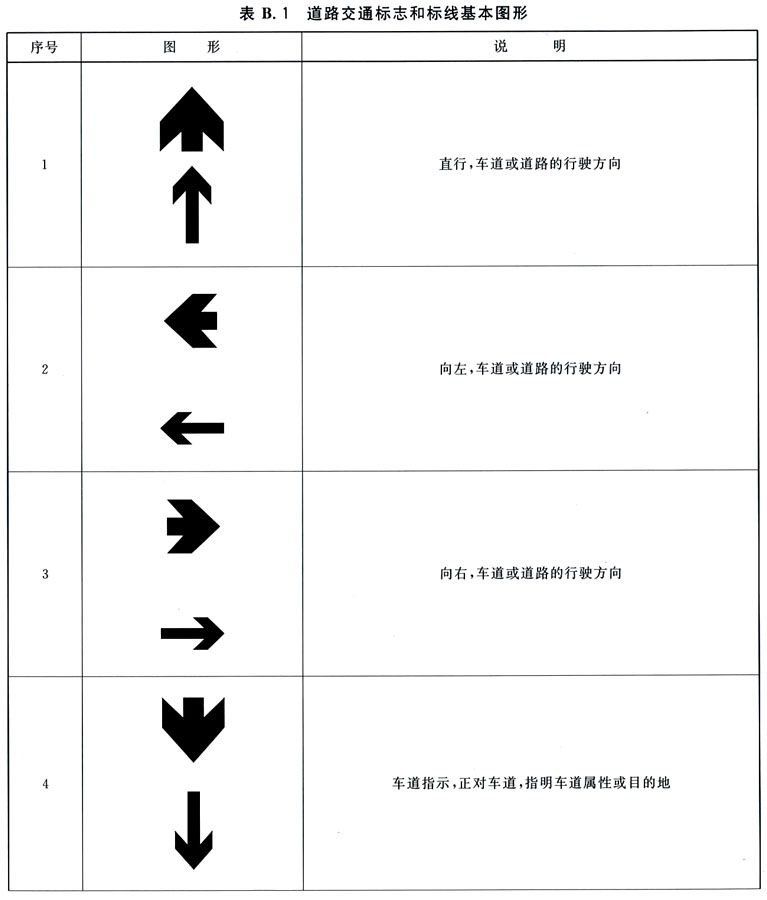 表 B.1 道路交通标志和标线基本图形
序号 图 形 说 明
1 直行,车道或道路的行驶方向
2 向左,车道或道路的行驶方向
3 向右,车道或道路的行驶方向
4 车道指示,正对车道,指明车道属性或目的地